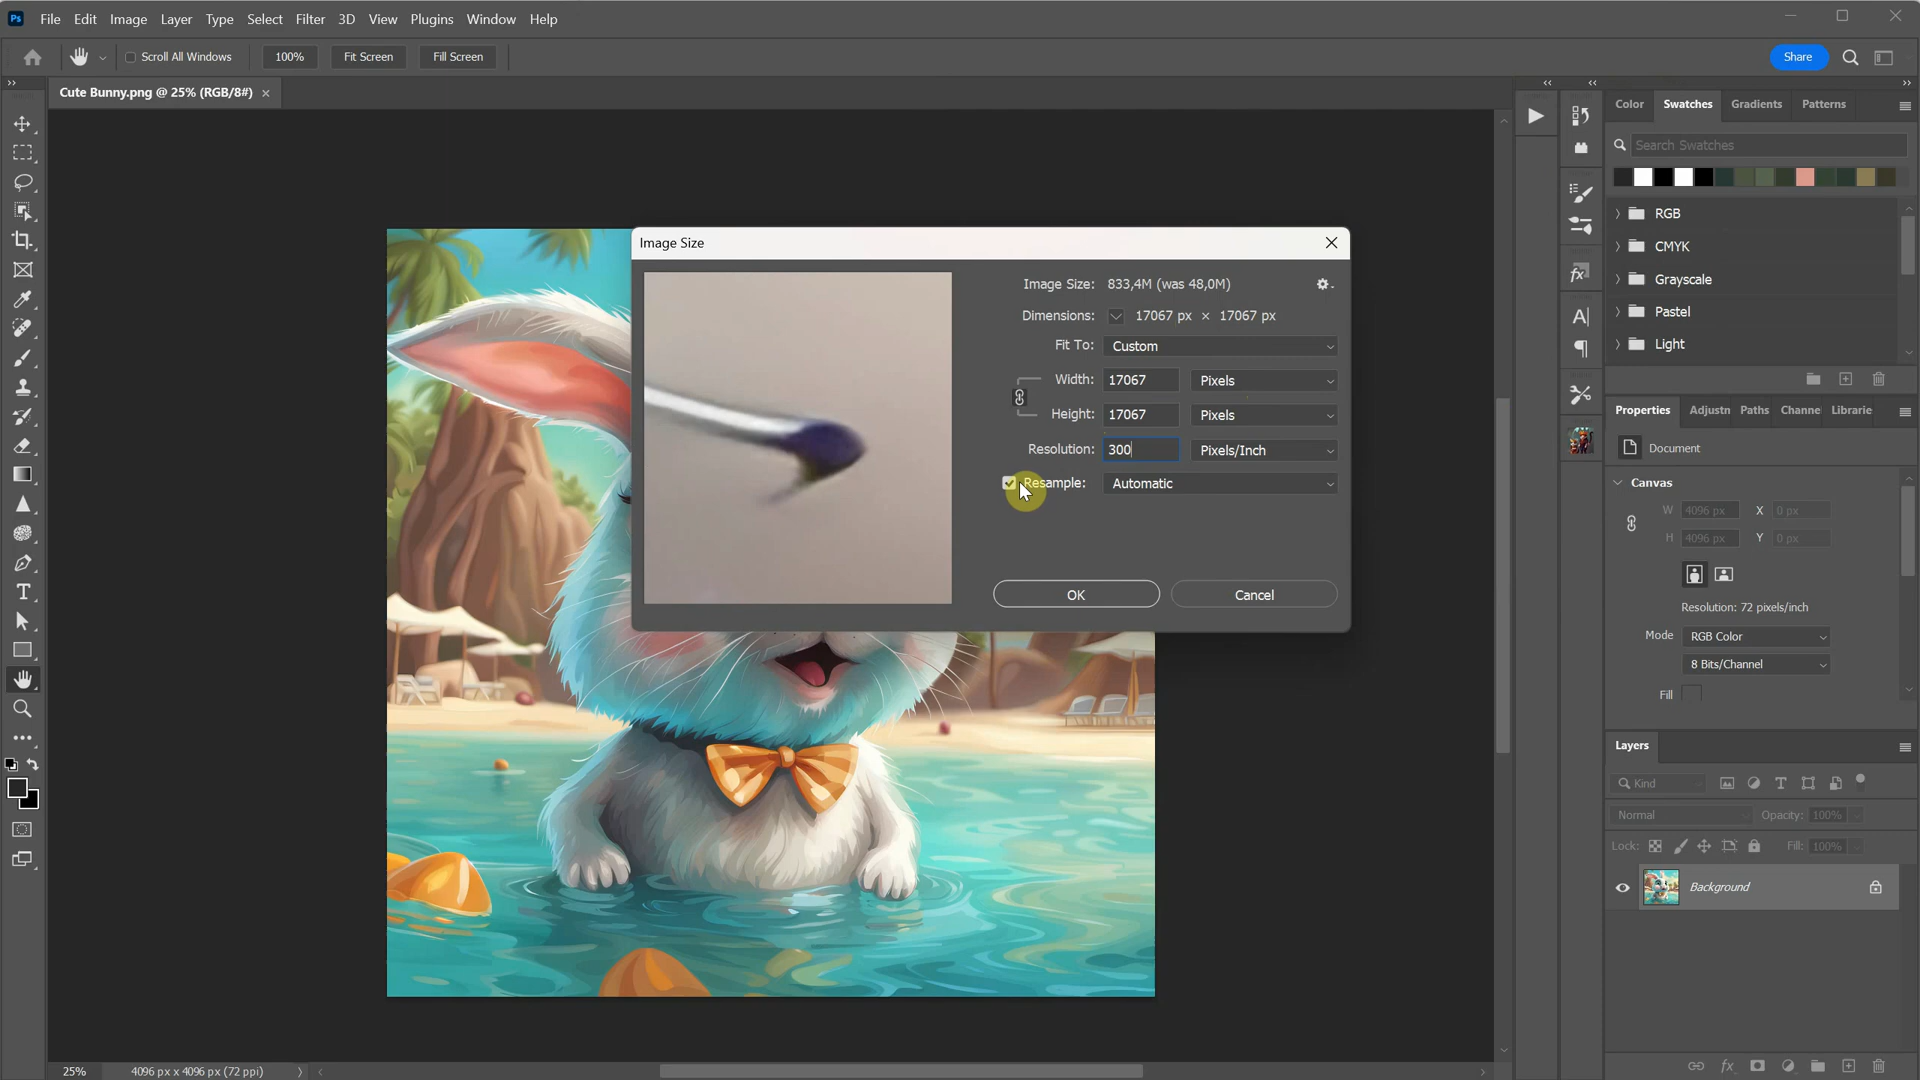 Ps File Edit Image Layer Type Select Filter 3D View Plugins Window Help
Scroll All Windows 100% Fit Screen Fill Screen Share
Cute Bunny.png @ 25% (RGB/8#) ×
Color Swatches Gradients Patterns
Search Swatches
RGB
CMYK
Grayscale
Pastel
Light
Image Size
Image Size: 833,4M (was 48,0M)
Dimensions: 17067 px × 17067 px
Fit To: Custom
Width: 17067 Pixels
Height: 17067 Pixels
Resolution: 300 Pixels/Inch
Resample: Automatic
OK Cancel
Properties Adjustn Paths Channe Librarie
Document
Canvas
W 4096 px X 0 px
H 4096 px Y 0 px
Resolution: 72 pixels/inch
Mode RGB Color
8 Bits/Channel
Fill
Layers
Kind
Normal Opacity: 100%
Lock: Fill: 100%
Background
25% 4096 px x 4096 px (72 ppi)